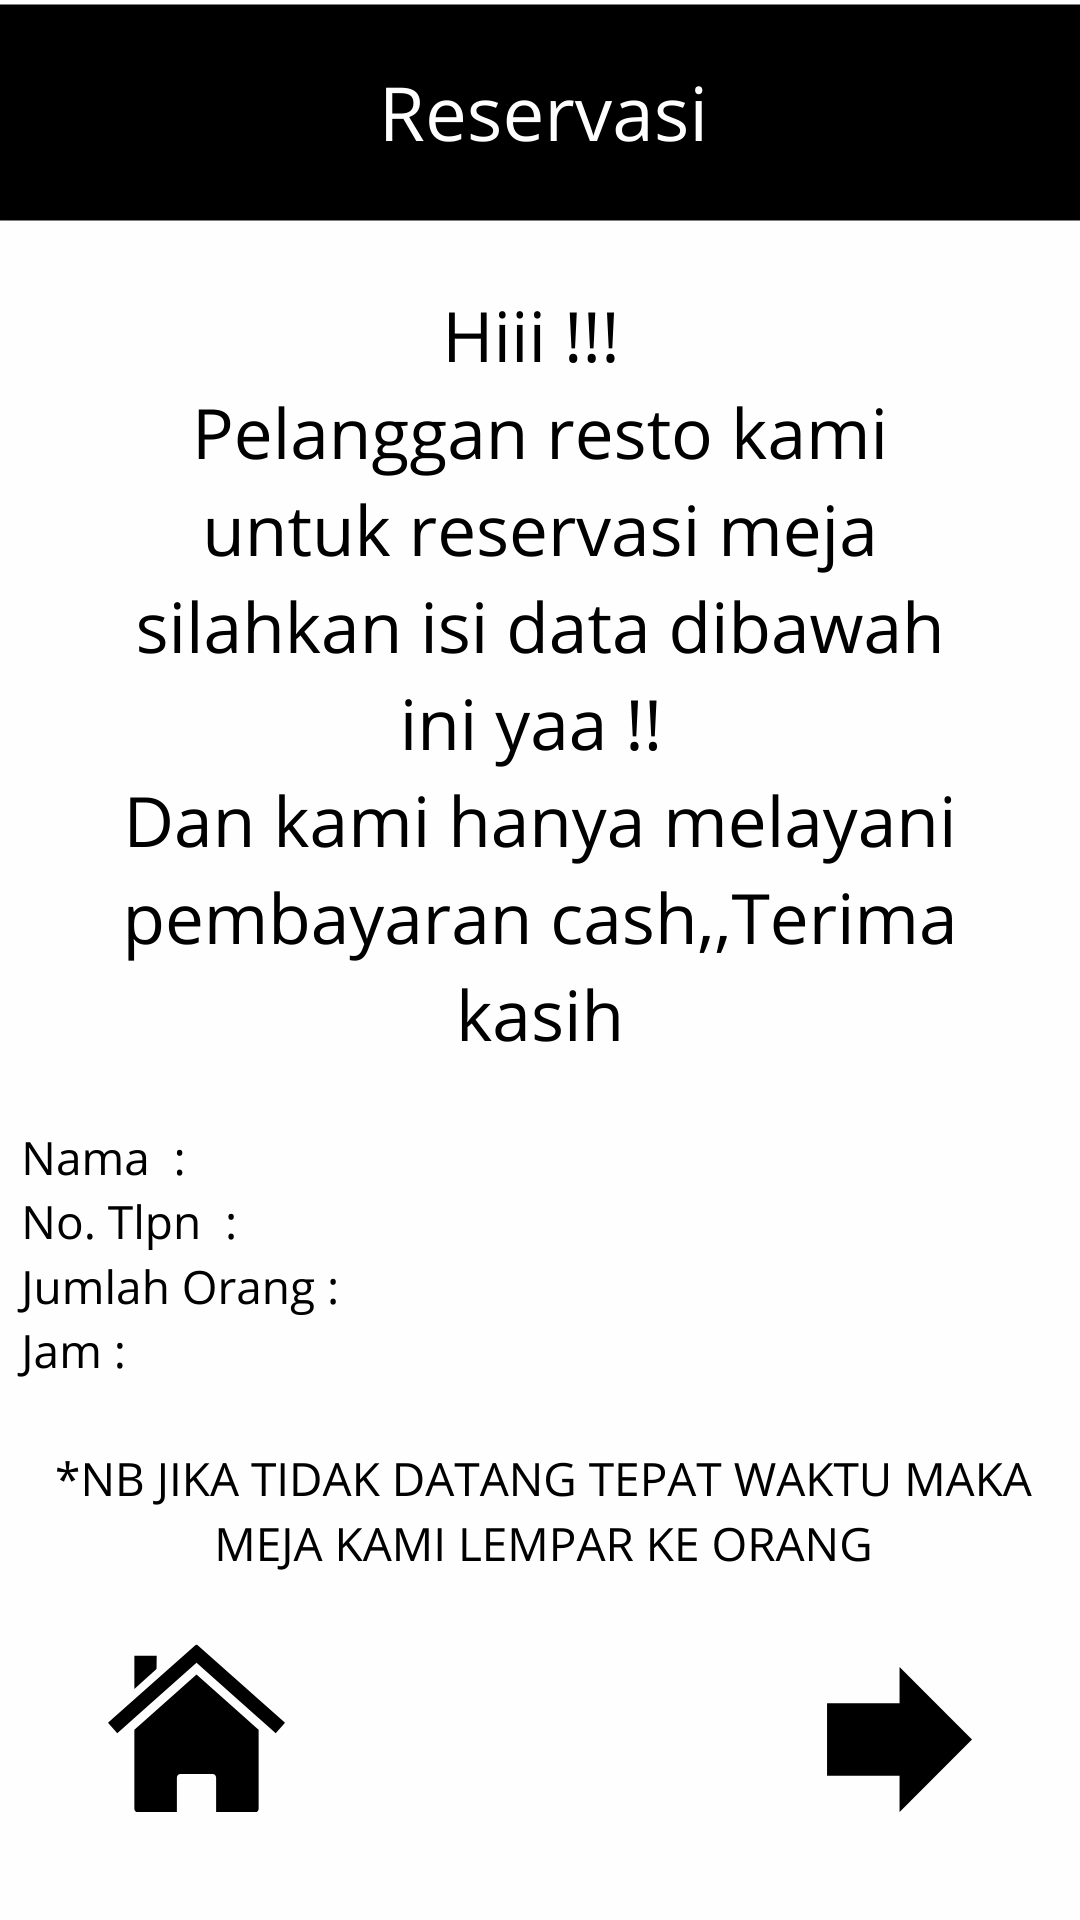 Reservasi
Hiii !!!
Pelanggan resto kami
untuk reservasi meja
silahkan isi data dibawah
ini yaa !!
Dan kami hanya melayani
pembayaran cash,,Terima
kasih
Nama  :
No. Tlpn  :
Jumlah Orang :
Jam :
*NB JIKA TIDAK DATANG TEPAT WAKTU MAKA
MEJA KAMI LEMPAR KE ORANG